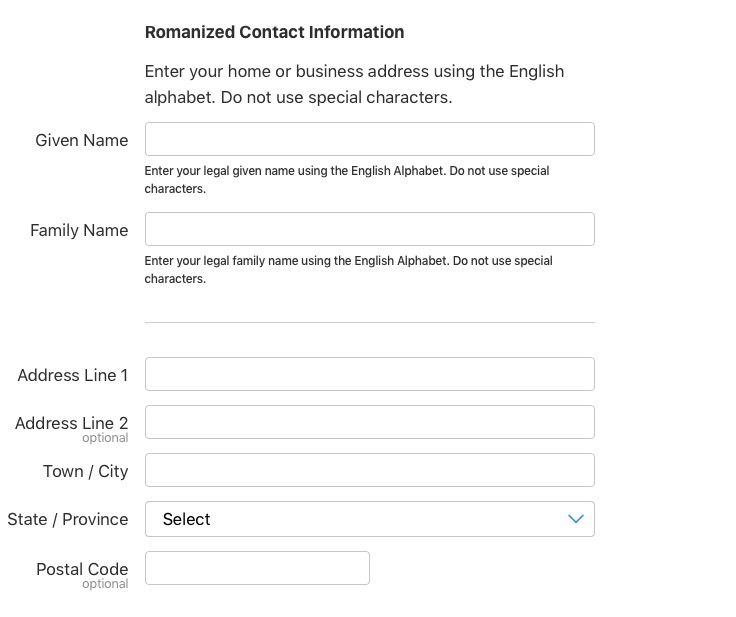 Romanized Contact Information
Enter your home or business address using the English
alphabet. Do not use special characters.
Given Name
Enter your legal given name using the English Alphabet. Do not use special
characters.
Family Name
Enter your legal family name using the English Alphabet. Do not use special
characters.
Address Line 1
Address Line 2
optional
Town / City
State / Province
Select
Postal Code
optional